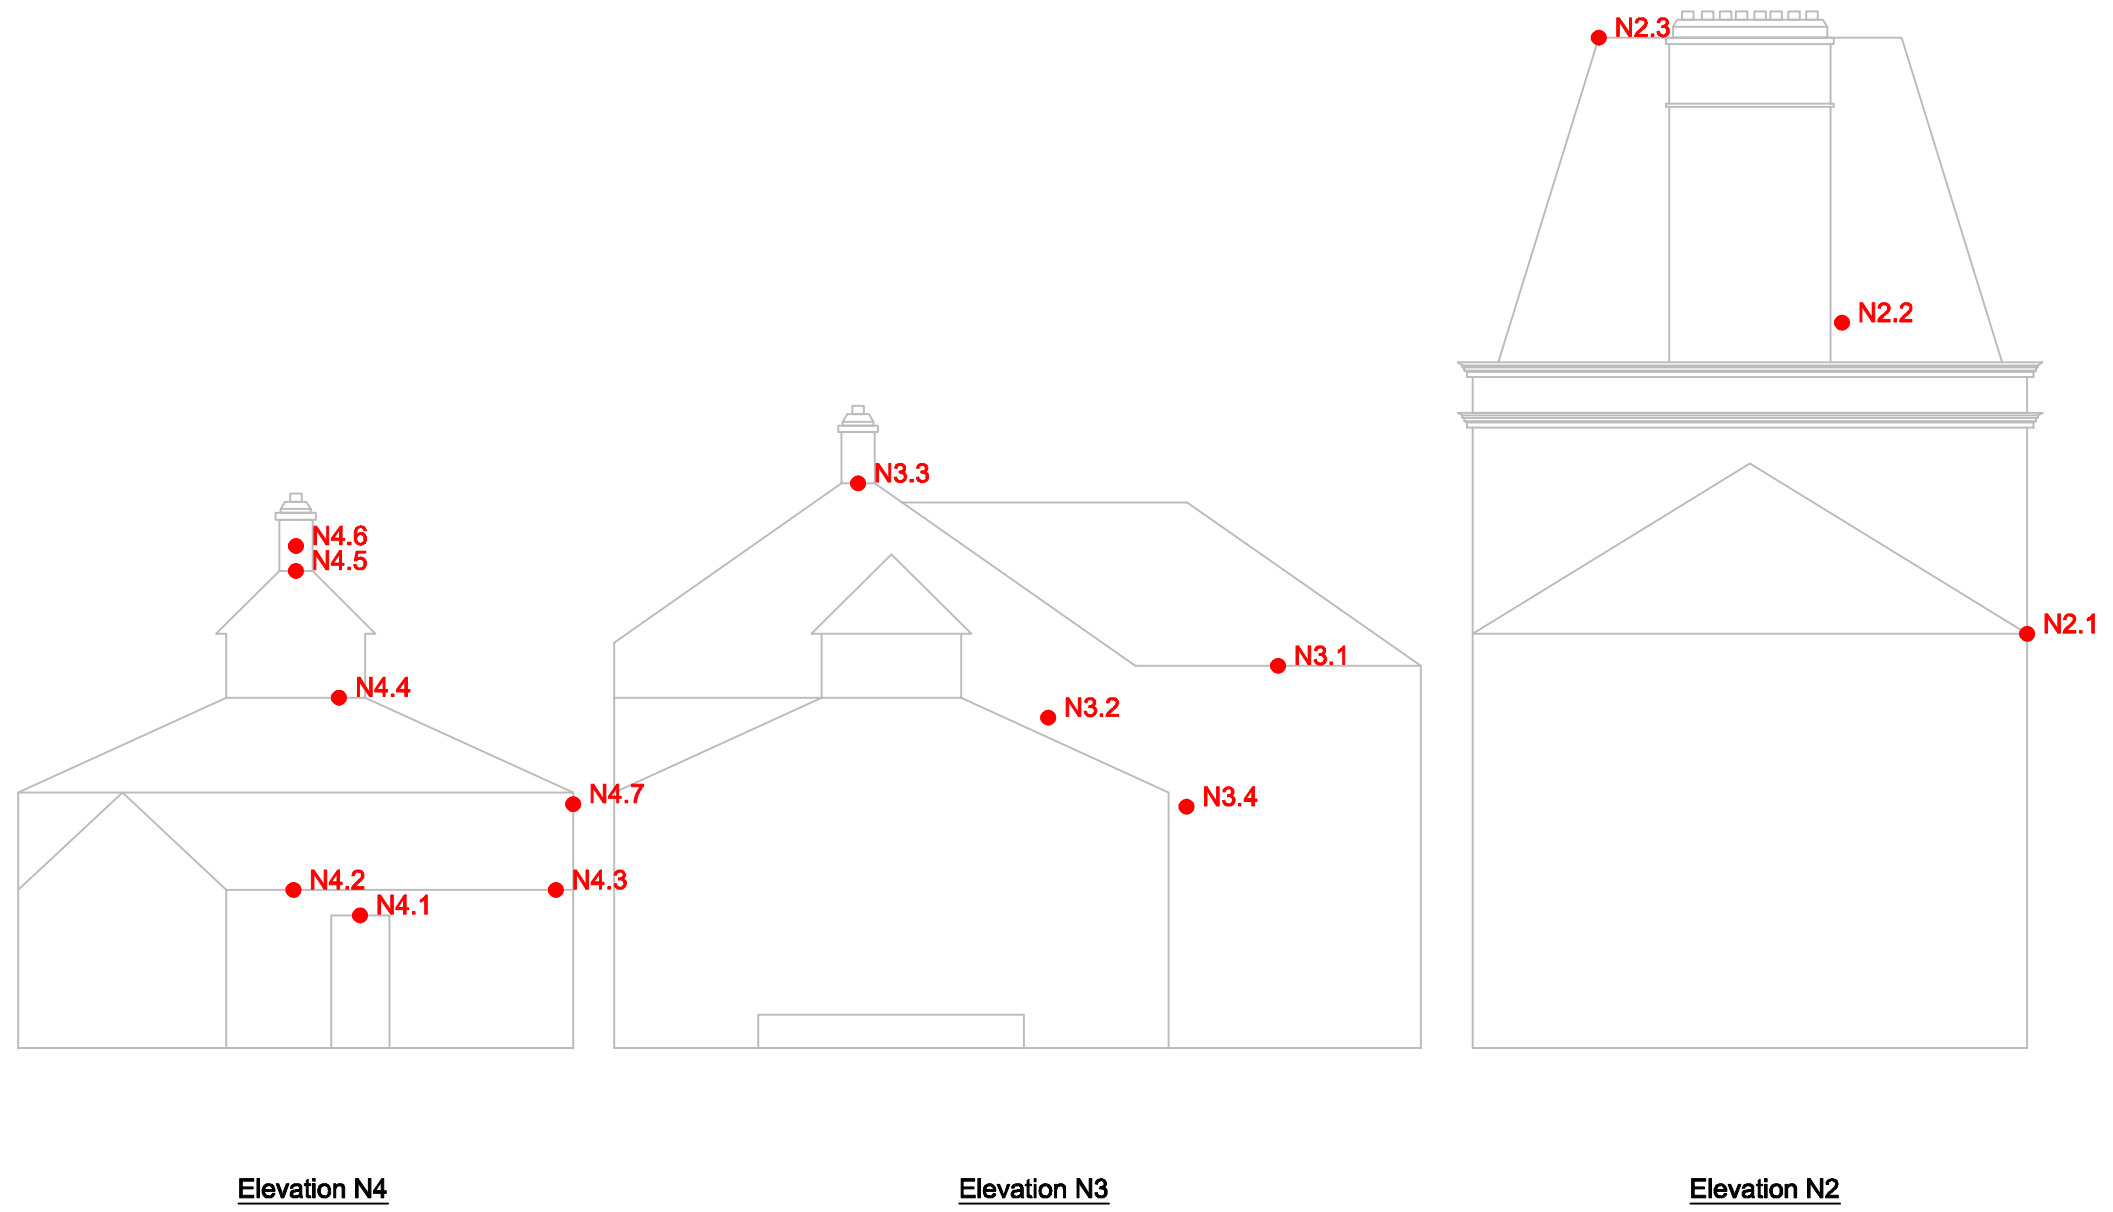 N2.3
N2.2
N3.3
N4.6
N4.5
N2.1
N3.1
N4.4
N3.2
N4.7
N3.4
N4.2
N4.3
N4.1
Elevation N4
Elevation N3
Elevation N2